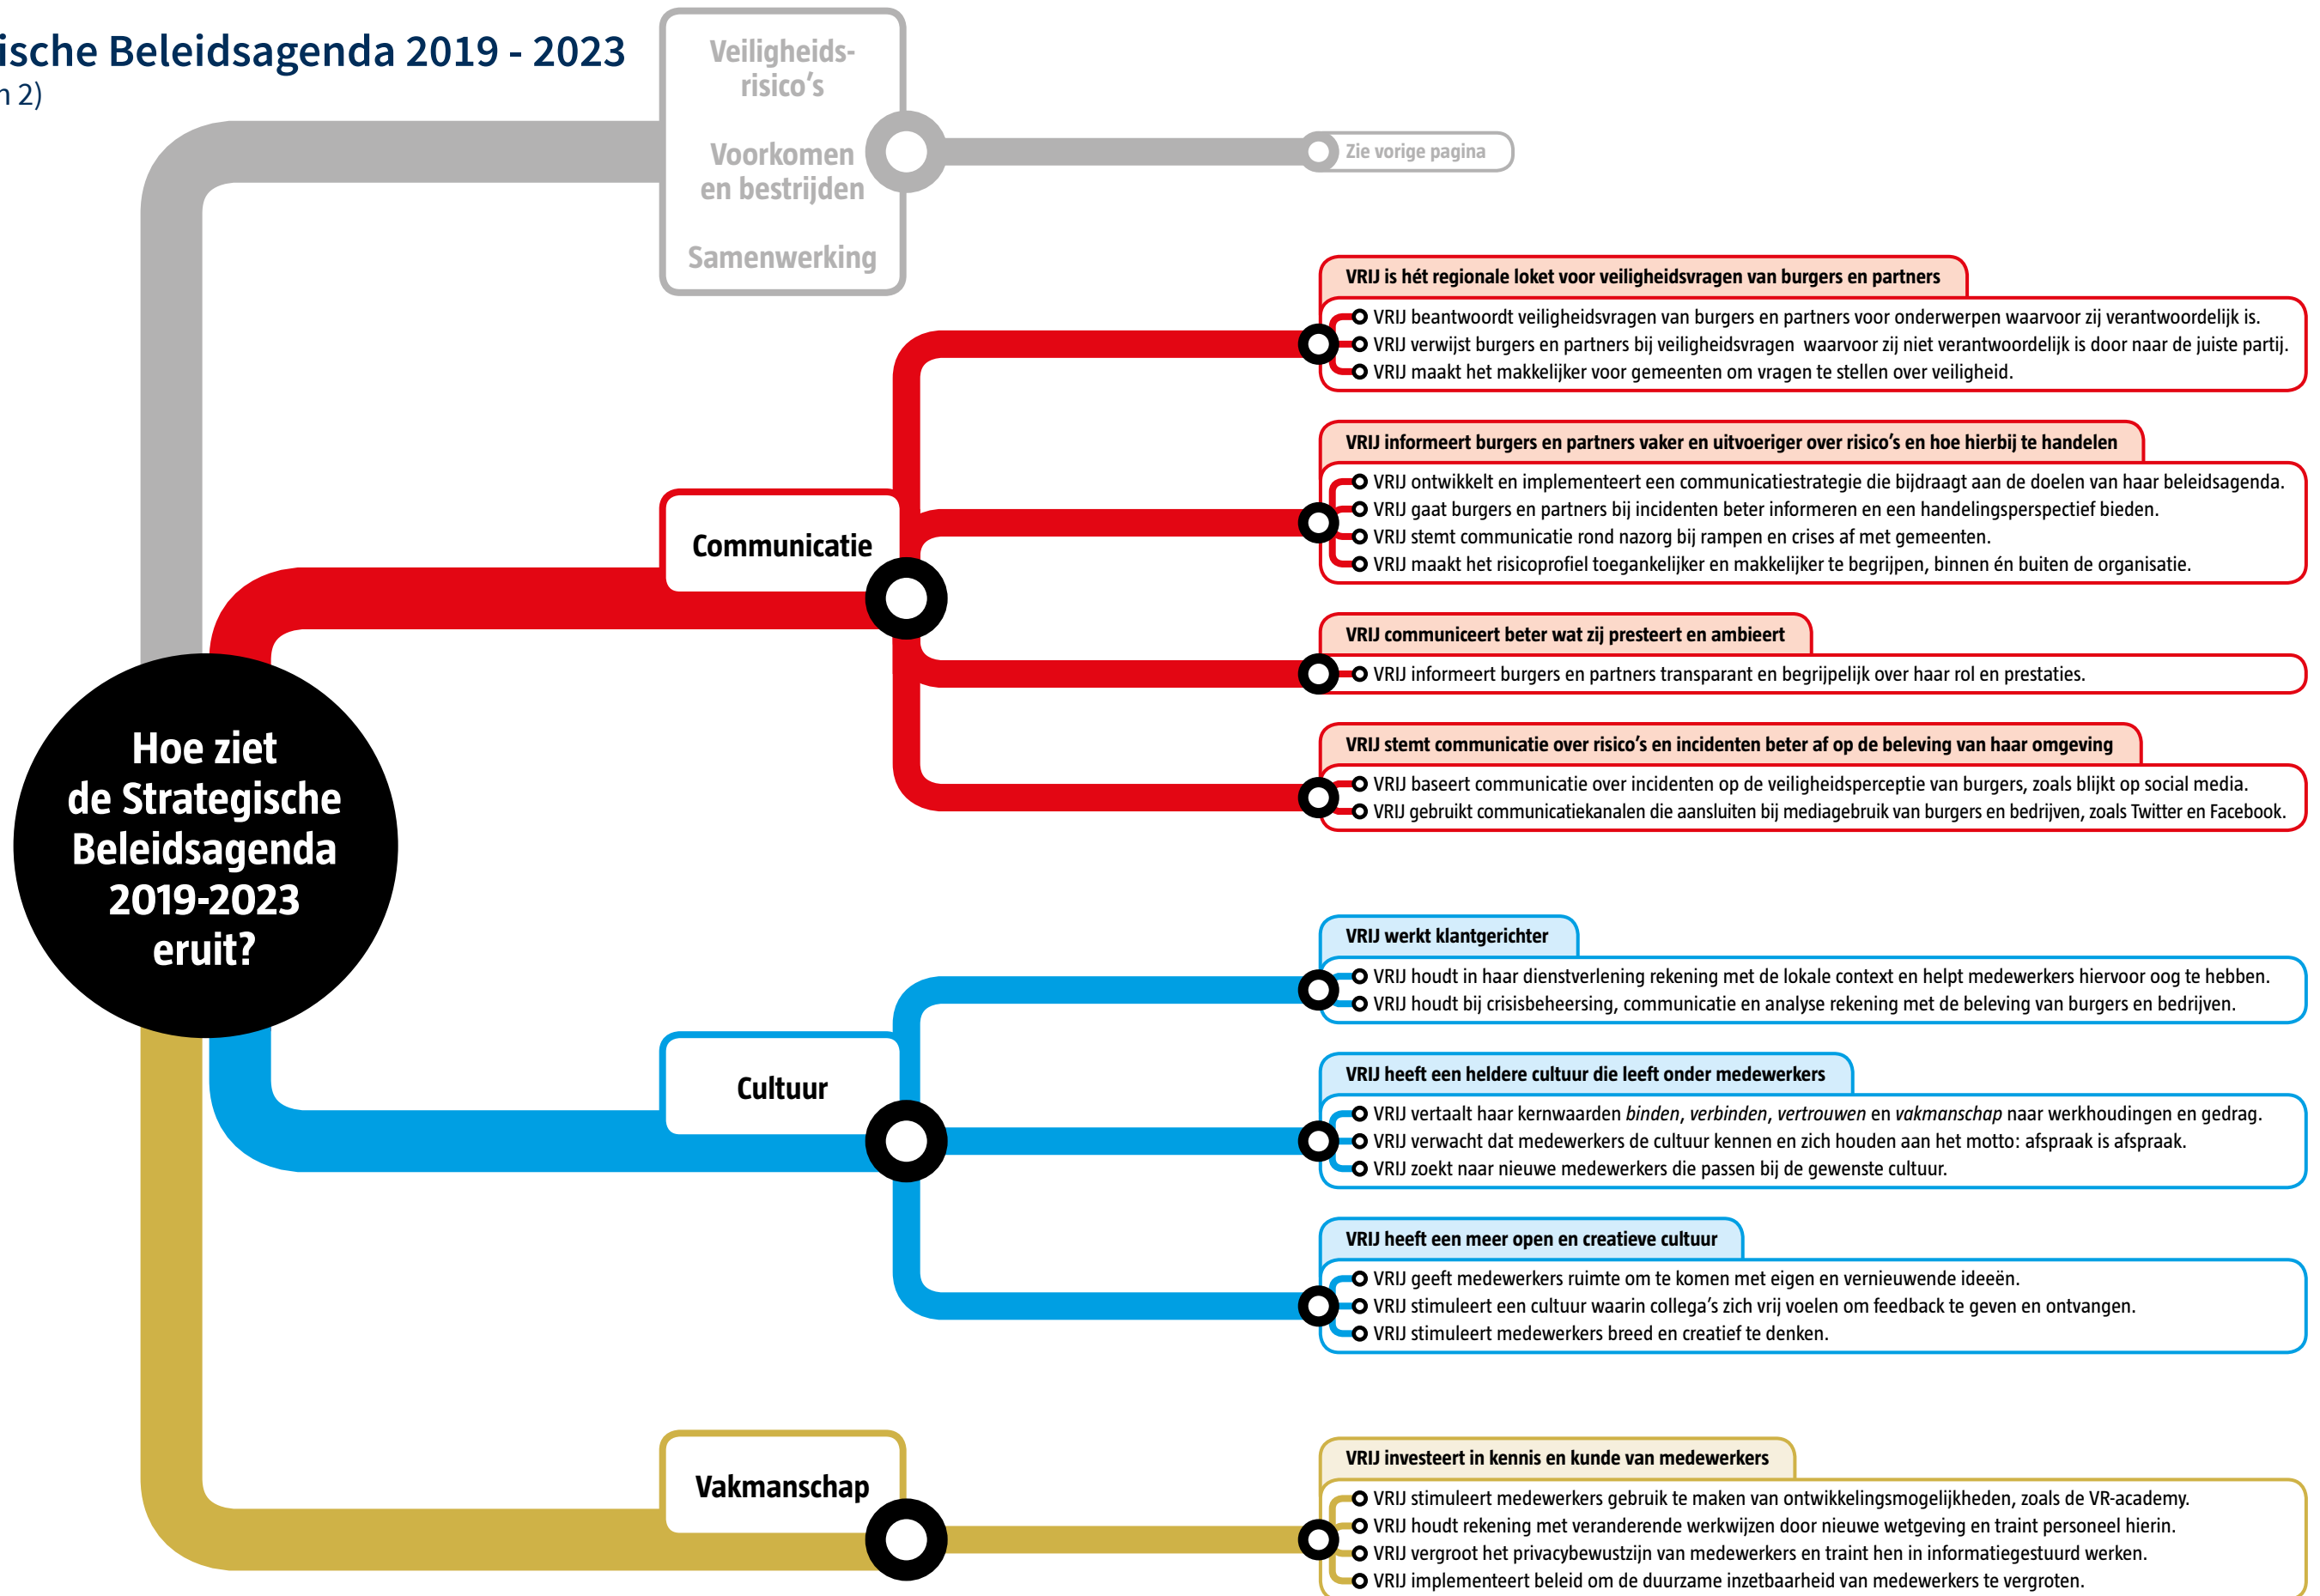 ische Beleidsagenda 2019 - 2023
n 2)
Veiligheids-
risico's
Voorkomen
en bestrijden
Samenwerking
Zie vorige pagina
Hoe ziet
de Strategische
Beleidsagenda
2019-2023
eruit?
Communicatie
VRIJ is hét regionale loket voor veiligheidsvragen van burgers en partners
VRIJ beantwoordt veiligheidsvragen van burgers en partners voor onderwerpen waarvoor zij verantwoordelijk is.
VRIJ verwijst burgers en partners bij veiligheidsvragen waarvoor zij niet verantwoordelijk is door naar de juiste partij.
VRIJ maakt het makkelijker voor gemeenten om vragen te stellen over veiligheid.
VRIJ informeert burgers en partners vaker en uitvoeriger over risico's en hoe hierbij te handelen
VRIJ ontwikkelt en implementeert een communicatiestrategie die bijdraagt aan de doelen van haar beleidsagenda.
VRIJ gaat burgers en partners bij incidenten beter informeren en een handelingsperspectief bieden.
VRIJ stemt communicatie rond nazorg bij rampen en crises af met gemeenten.
VRIJ maakt het risicoprofiel toegankelijker en makkelijker te begrijpen, binnen én buiten de organisatie.
VRIJ communiceert beter wat zij presteert en ambieert
VRIJ informeert burgers en partners transparant en begrijpelijk over haar rol en prestaties.
VRIJ stemt communicatie over risico's en incidenten beter af op de beleving van haar omgeving
VRIJ baseert communicatie over incidenten op de veiligheidsperceptie van burgers, zoals blijkt op social media.
VRIJ gebruikt communicatiekanalen die aansluiten bij mediagebruik van burgers en bedrijven, zoals Twitter en Facebook.
Cultuur
VRIJ werkt klantgerichter
VRIJ houdt in haar dienstverlening rekening met de lokale context en helpt medewerkers hiervoor oog te hebben.
VRIJ houdt bij crisisbeheersing, communicatie en analyse rekening met de beleving van burgers en bedrijven.
VRIJ heeft een heldere cultuur die leeft onder medewerkers
VRIJ vertaalt haar kernwaarden binden, verbinden, vertrouwen en vakmanschap naar werkhoudingen en gedrag.
VRIJ verwacht dat medewerkers de cultuur kennen en zich houden aan het motto: afspraak is afspraak.
VRIJ zoekt naar nieuwe medewerkers die passen bij de gewenste cultuur.
VRIJ heeft een meer open en creatieve cultuur
VRIJ geeft medewerkers ruimte om te komen met eigen en vernieuwende ideeën.
VRIJ stimuleert een cultuur waarin collega's zich vrij voelen om feedback te geven en ontvangen.
VRIJ stimuleert medewerkers breed en creatief te denken.
Vakmanschap
VRIJ investeert in kennis en kunde van medewerkers
VRIJ stimuleert medewerkers gebruik te maken van ontwikkelingsmogelijkheden, zoals de VR-academy.
VRIJ houdt rekening met veranderende werkwijzen door nieuwe wetgeving en traint personeel hierin.
VRIJ vergroot het privacybewustzijn van medewerkers en traint hen in informatiegestuurd werken.
VRIJ implementeert beleid om de duurzame inzetbaarheid van medewerkers te vergroten.